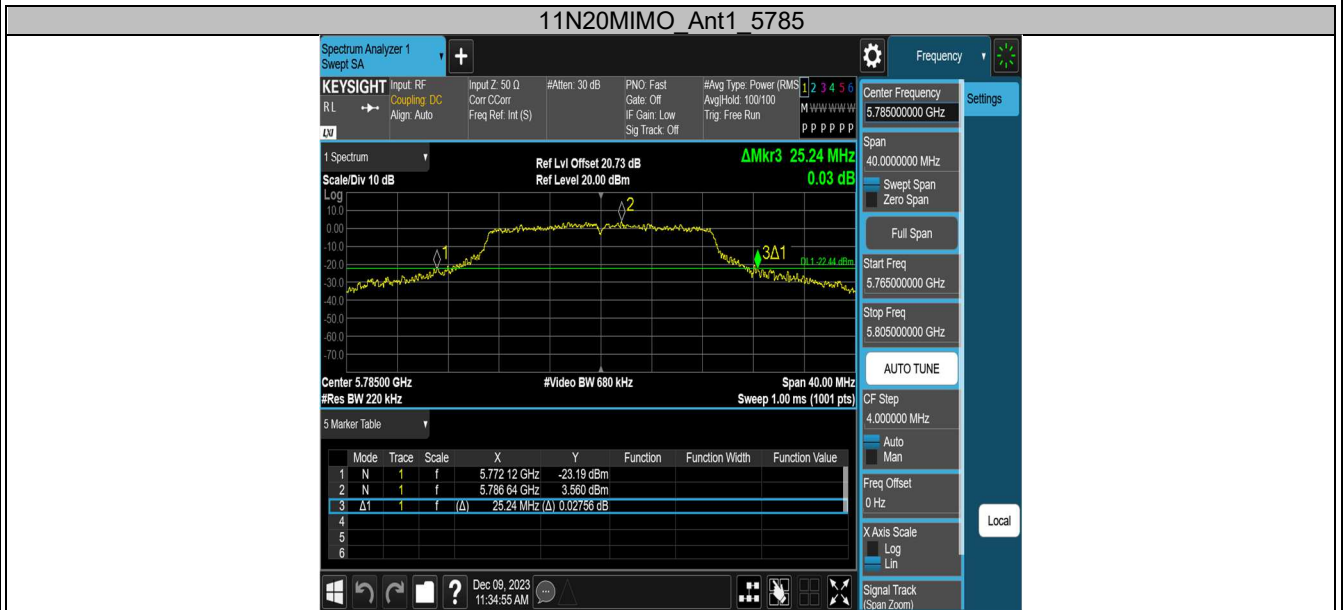 11N20MIMO_Ant1_5785
Spectrum Analyzer 1
Swept SA
+
Frequency
KEYSIGHT
RL
LXI
Input: RF
Coupling: DC
Align: Auto
Input Z: 50 Ω
Corr CCorr
Freq Ref: Int (S)
#Atten: 30 dB
PNO: Fast
Gate: Off
IF Gain: Low
Sig Track: Off
#Avg Type: Power (RMS
Avg|Hold: 100/100
Trig: Free Run
1 2 3 4 5 6
M W W W W W
P P P P P P
Center Frequency
5.785000000 GHz
Settings
Span
40.0000000 MHz
Swept Span
Zero Span
Full Span
Start Freq
5.765000000 GHz
Stop Freq
5.805000000 GHz
AUTO TUNE
CF Step
4.000000 MHz
Auto
Man
Freq Offset
0 Hz
X Axis Scale
Log
Lin
Signal Track
(Span Zoom)
Local
1 Spectrum
Scale/Div 10 dB
Ref Lvl Offset 20.73 dB
Ref Level 20.00 dBm
ΔMkr3 25.24 MHz
0.03 dB
Log
10.0
0.00
-10.0
-20.0
-30.0
-40.0
-50.0
-60.0
-70.0
1
2
3Δ1
DL1 -22.44 dBm
Center 5.78500 GHz
#Video BW 680 kHz
Span 40.00 MHz
#Res BW 220 kHz
Sweep 1.00 ms (1001 pts)
5 Marker Table
Mode Trace Scale X Y Function Function Width Function Value
1 N 1 f 5.772 12 GHz -23.19 dBm
2 N 1 f 5.786 64 GHz 3.560 dBm
3 Δ1 1 f (Δ) 25.24 MHz (Δ) 0.02756 dB
4
5
6
?
Dec 09, 2023
11:34:55 AM